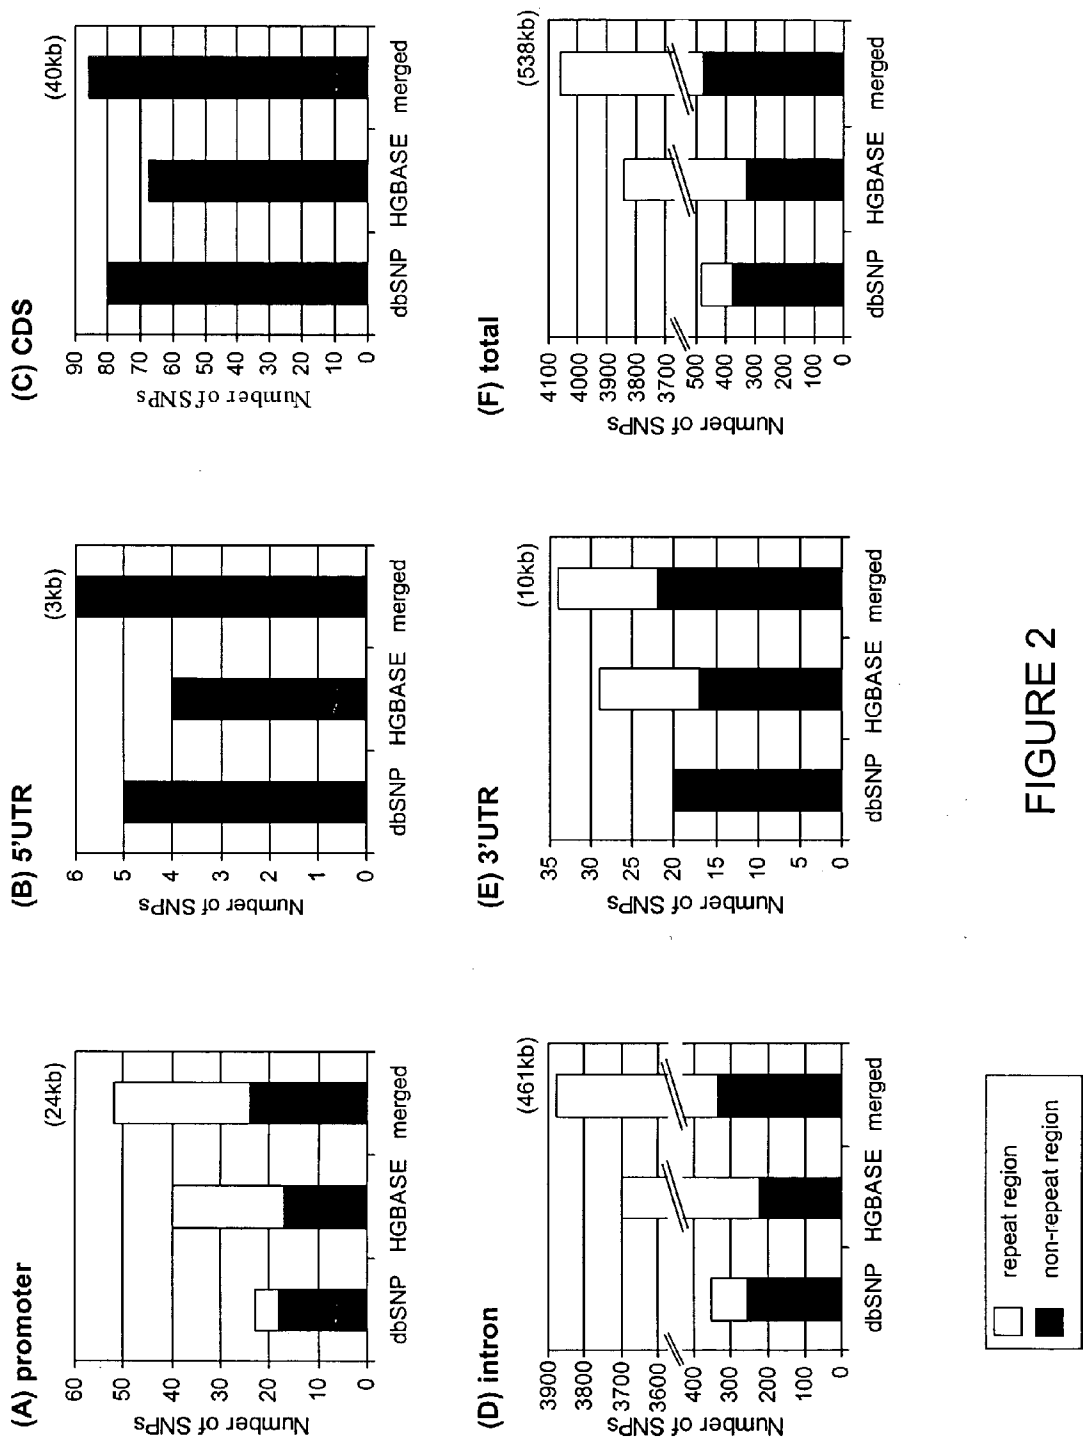 (A) promoter
(24kb)
Number of SNPs
60
50
40
30
20
10
0
dbSNP HGBASE merged
(B) 5'UTR
(3kb)
Number of SNPs
6
5
4
3
2
1
0
dbSNP HGBASE merged
(C) CDS
(40kb)
Number of SNPs
90
80
70
60
50
40
30
20
10
0
dbSNP HGBASE merged
(D) intron
(461kb)
Number of SNPs
3900
3800
3700
3600
400
300
200
100
0
dbSNP HGBASE merged
(E) 3'UTR
(10kb)
Number of SNPs
35
30
25
20
15
10
5
0
dbSNP HGBASE merged
(F) total
(538kb)
Number of SNPs
4100
4000
3900
3800
3700
500
400
300
200
100
0
dbSNP HGBASE merged
repeat region
non-repeat region
FIGURE 2